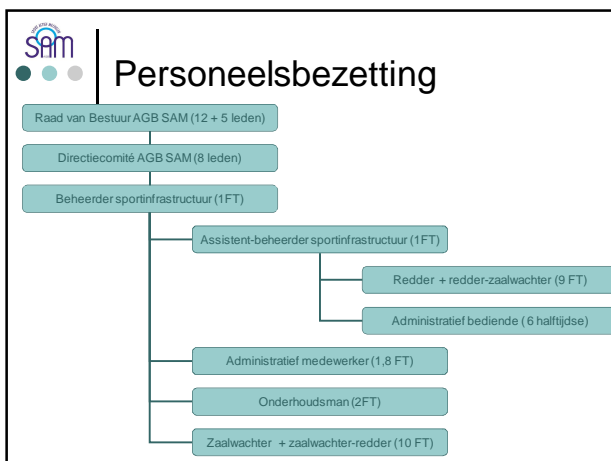 SAM
Personeelsbezetting
Raad van Bestuur AGB SAM (12 + 5 leden)
Directiecomité AGB SAM (8 leden)
Beheerder sportinfrastructuur (1FT)
Assistent-beheerder sportinfrastructuur (1FT)
Redder + redder-zaalwachter (9 FT)
Administratief bediende (6 halftijdse)
Administratief medewerker (1,8 FT)
Onderhoudsman (2FT)
Zaalwachter + zaalwachter-redder (10 FT)